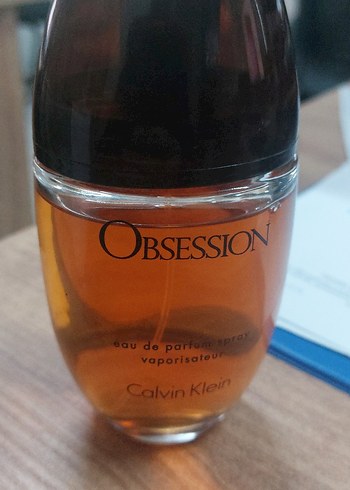 OBSESSION
eau de parfum spray
vaporisateur
Calvin Klein